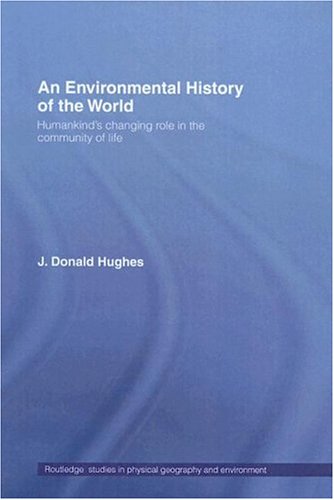 An Environmental History
of the World
Humankind's changing role in the
community of life
J. Donald Hughes
Routledge studies in physical geography and environment